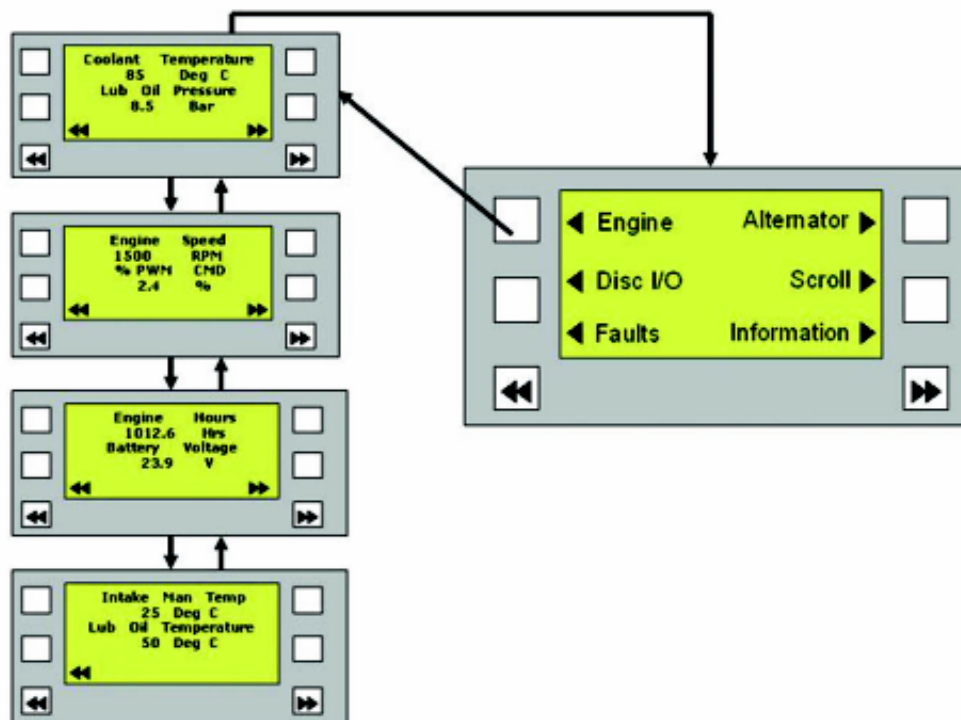 Coolant Temperature
85 Deg C
Lub Oil Pressure
8.5 Bar
Engine Speed
1500 RPM
% PWM CMD
2.4 %
Engine Hours
1012.6 Hrs
Battery Voltage
23.9 V
Intake Man Temp
25 Deg C
Lub Oil Temperature
50 Deg C
Engine Alternator
Disc I/O Scroll
Faults Information